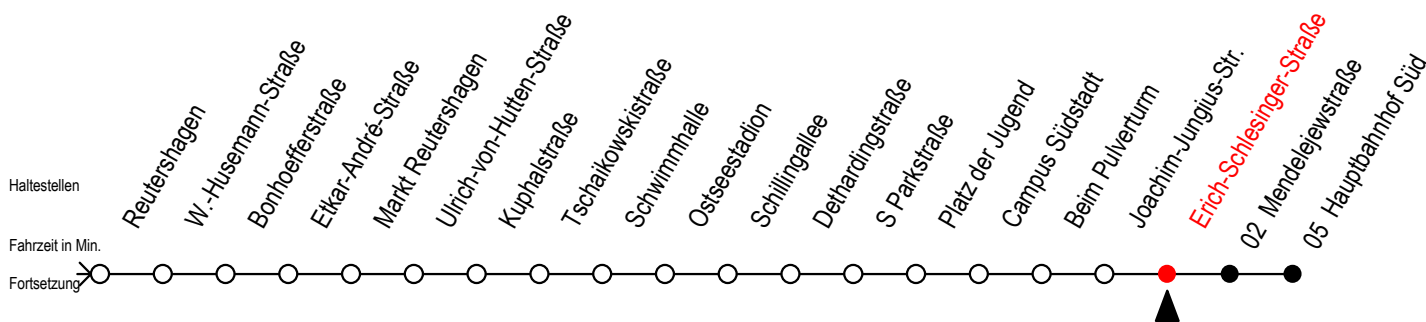 Haltestellen
Reutershagen
W.-Husemann-Straße
Bonhoefferstraße
Etkar-André-Straße
Markt Reutershagen
Ulrich-von-Hutten-Straße
Kuphalstraße
Tschaikowskistraße
Schwimmhalle
Ostseestadion
Schillingallee
Dethardingstraße
S Parkstraße
Platz der Jugend
Campus Südstadt
Beim Pulverturm
Joachim-Jungius-Str.
Erich-Schlesinger-Straße
02 Mendelejewstraße
05 Hauptbahnhof Süd
Fahrzeit in Min.
Fortsetzung